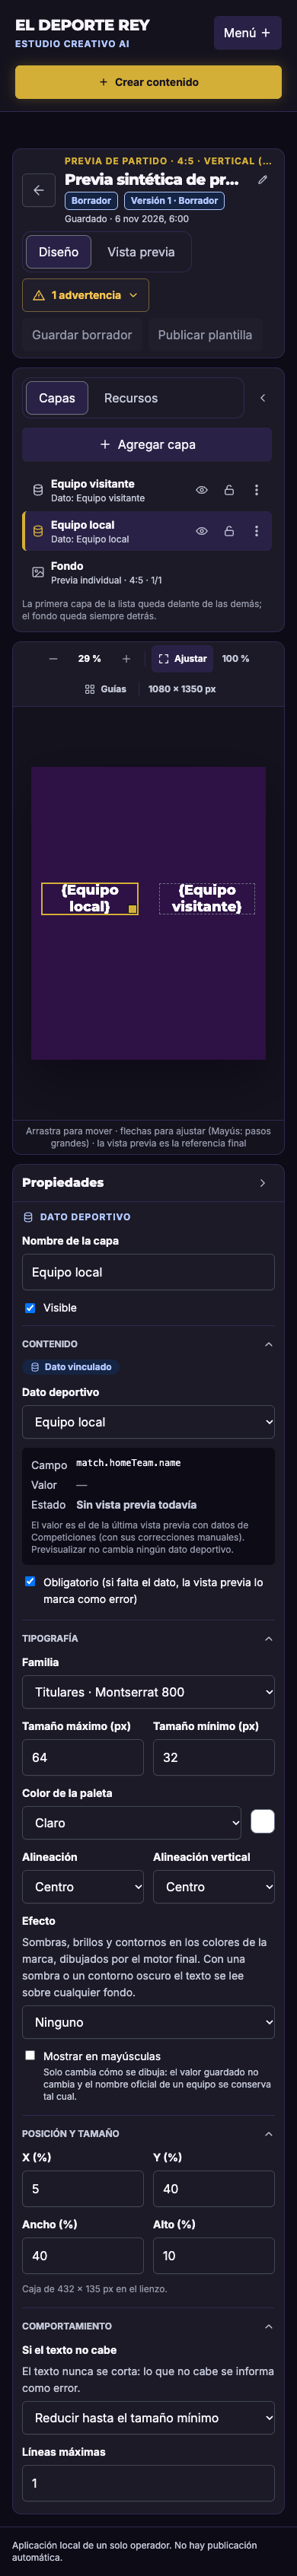 EL DEPORTE REY
ESTUDIO CREATIVO AI
Menú +
+ Crear contenido
PREVIA DE PARTIDO · 4:5 · VERTICAL (…
Previa sintética de pr…
Borrador
Versión 1 · Borrador
Guardado · 6 nov 2026, 6:00
Diseño
Vista previa
1 advertencia
Guardar borrador
Publicar plantilla
Capas
Recursos
+ Agregar capa
Equipo visitante
Dato: Equipo visitante
Equipo local
Dato: Equipo local
Fondo
Previa individual · 4:5 · 1/1
La primera capa de la lista queda delante de las demás;
el fondo queda siempre detrás.
29 %
Ajustar
100 %
Guías
1080 × 1350 px
{Equipo
local}
{Equipo
visitante}
Arrastra para mover · flechas para ajustar (Mayús: pasos
grandes) · la vista previa es la referencia final
Propiedades
DATO DEPORTIVO
Nombre de la capa
Equipo local
Visible
CONTENIDO
Dato vinculado
Dato deportivo
Equipo local
Campo match.homeTeam.name
Valor —
Estado Sin vista previa todavía
El valor es el de la última vista previa con datos de
Competiciones (con sus correcciones manuales).
Previsualizar no cambia ningún dato deportivo.
Obligatorio (si falta el dato, la vista previa lo
marca como error)
TIPOGRAFÍA
Familia
Titulares · Montserrat 800
Tamaño máximo (px)
Tamaño mínimo (px)
64
32
Color de la paleta
Claro
Alineación
Alineación vertical
Centro
Centro
Efecto
Sombras, brillos y contornos en los colores de la
marca, dibujados por el motor final. Con una
sombra o un contorno oscuro el texto se lee
sobre cualquier fondo.
Ninguno
Mostrar en mayúsculas
Solo cambia cómo se dibuja: el valor guardado no
cambia y el nombre oficial de un equipo se conserva
tal cual.
POSICIÓN Y TAMAÑO
X (%)
Y (%)
5
40
Ancho (%)
Alto (%)
40
10
Caja de 432 × 135 px en el lienzo.
COMPORTAMIENTO
Si el texto no cabe
El texto nunca se corta: lo que no cabe se informa
como error.
Reducir hasta el tamaño mínimo
Líneas máximas
1
Aplicación local de un solo operador. No hay publicación
automática.